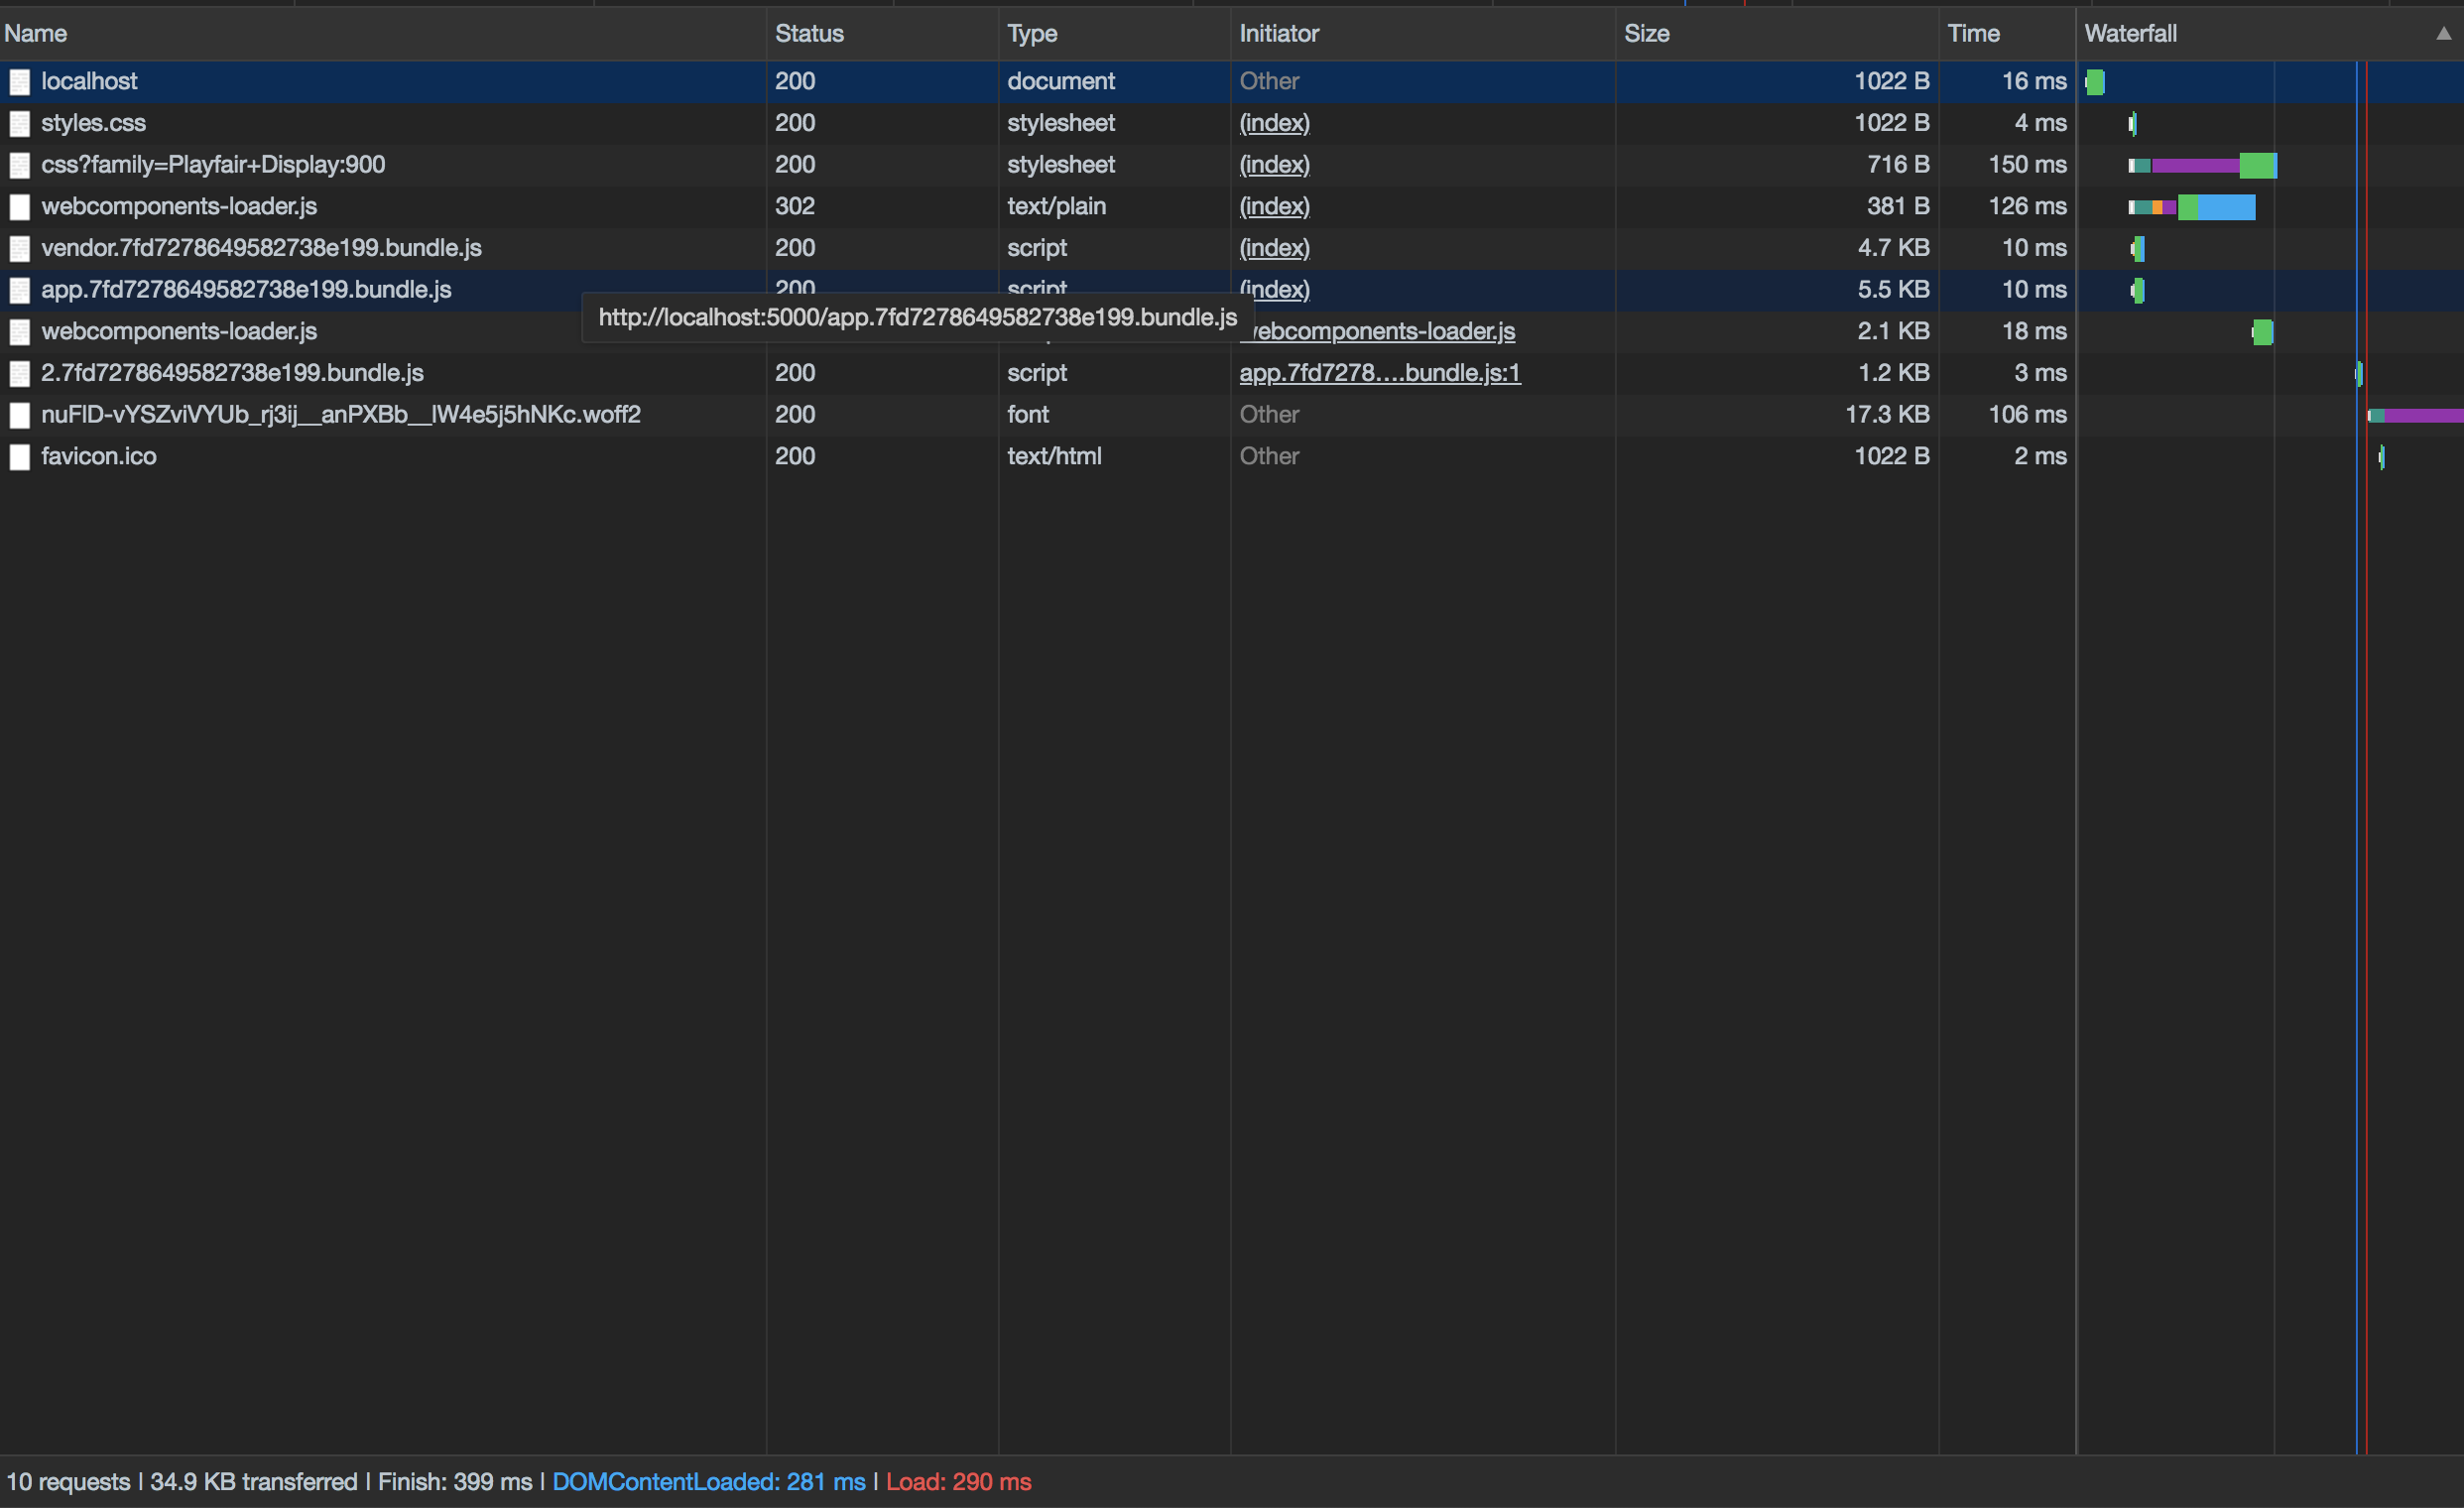 Name Status Type Initiator Size Time Waterfall
localhost 200 document Other 1022 B 16 ms
styles.css 200 stylesheet (index) 1022 B 4 ms
css?family=Playfair+Display:900 200 stylesheet (index) 716 B 150 ms
webcomponents-loader.js 302 text/plain (index) 381 B 126 ms
vendor.7fd7278649582738e199.bundle.js 200 script (index) 4.7 KB 10 ms
app.7fd7278649582738e199.bundle.js 200 script (index) 5.5 KB 10 ms
http://localhost:5000/app.7fd7278649582738e199.bundle.js
webcomponents-loader.js webcomponents-loader.js 2.1 KB 18 ms
2.7fd7278649582738e199.bundle.js 200 script app.7fd7278….bundle.js:1 1.2 KB 3 ms
nuFlD-vYSZviVYUb_rj3ij__anPXBb__lW4e5j5hNKc.woff2 200 font Other 17.3 KB 106 ms
favicon.ico 200 text/html Other 1022 B 2 ms
10 requests | 34.9 KB transferred | Finish: 399 ms | DOMContentLoaded: 281 ms | Load: 290 ms